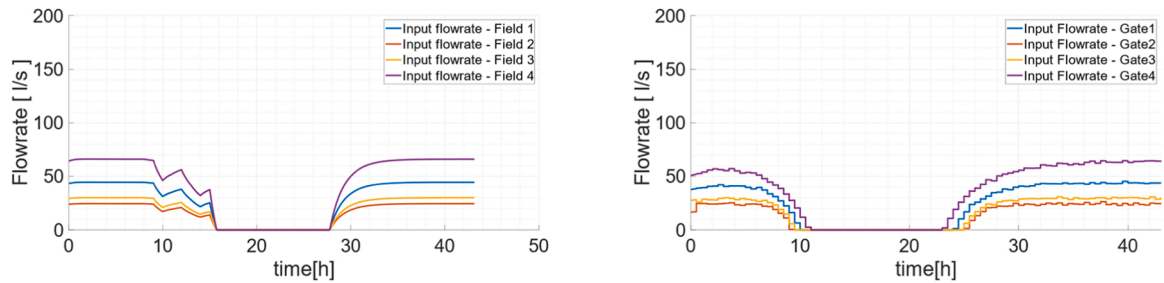 200
150
100
50
0
Flowrate [ l/s]
Input flowrate - Field 1
Input flowrate - Field 2
Input flowrate - Field 3
Input flowrate - Field 4
0 10 20 30 40 50
time[h]
200
150
100
50
0
Flowrate [ l/s]
Input Flowrate - Gate1
Input Flowrate - Gate2
Input Flowrate - Gate3
Input Flowrate - Gate4
0 10 20 30 40
time[h]